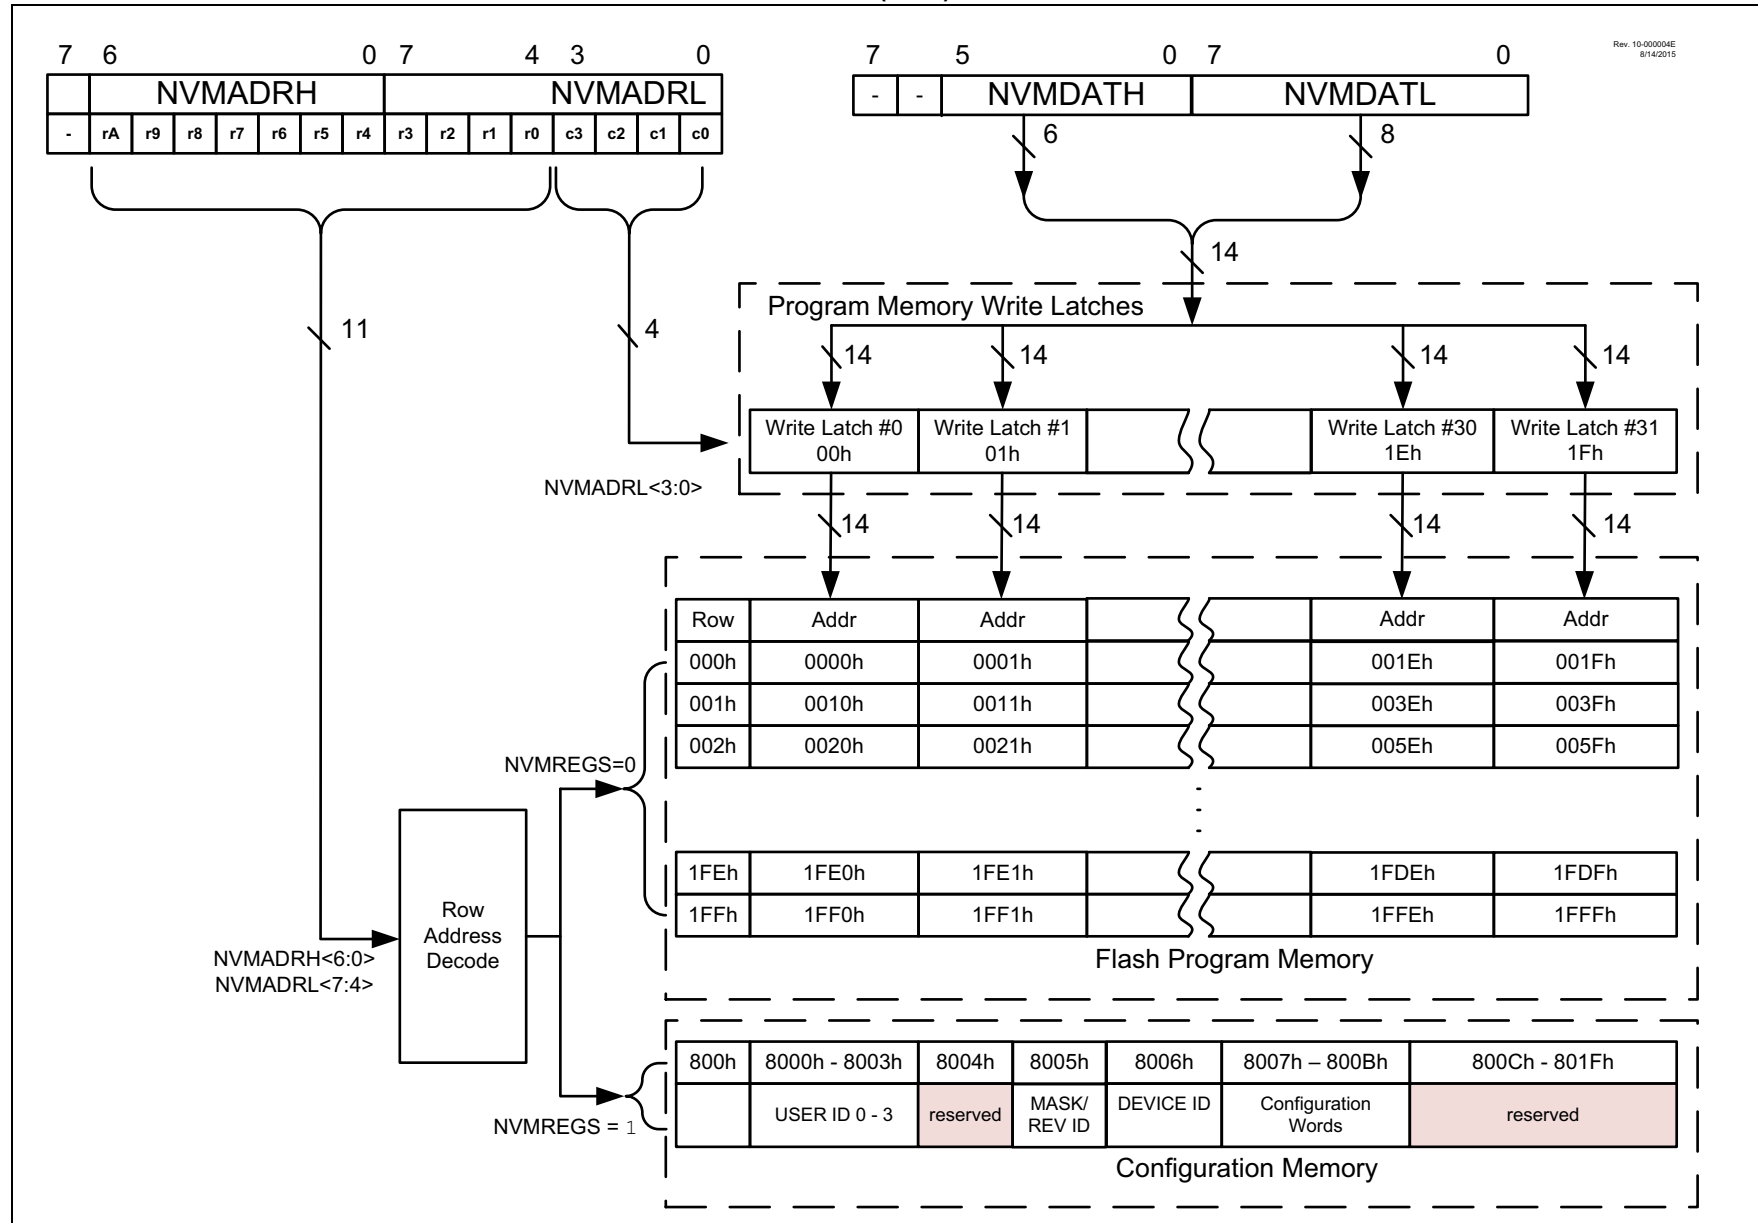 7 6 0 7 4 3 0
NVMADRH NVMADRL
- rA r9 r8 r7 r6 r5 r4 r3 r2 r1 r0 c3 c2 c1 c0
7 5 0 7 0
- - NVMDATH NVMDATL
Rev. 10-000004E
8/14/2015
6 8
14
11
4
Program Memory Write Latches
14 14 14 14
Write Latch #0 Write Latch #1 Write Latch #30 Write Latch #31
00h 01h 1Eh 1Fh
NVMADRL<3:0>
14 14 14 14
Row Addr Addr Addr Addr
000h 0000h 0001h 001Eh 001Fh
001h 0010h 0011h 003Eh 003Fh
002h 0020h 0021h 005Eh 005Fh
NVMREGS=0
1FEh 1FE0h 1FE1h 1FDEh 1FDFh
1FFh 1FF0h 1FF1h 1FFEh 1FFFh
Flash Program Memory
Row
Address
Decode
NVMADRH<6:0>
NVMADRL<7:4>
800h 8000h - 8003h 8004h 8005h 8006h 8007h – 800Bh 800Ch - 801Fh
USER ID 0 - 3 reserved MASK/ DEVICE ID Configuration reserved
REV ID Words
NVMREGS = 1
Configuration Memory